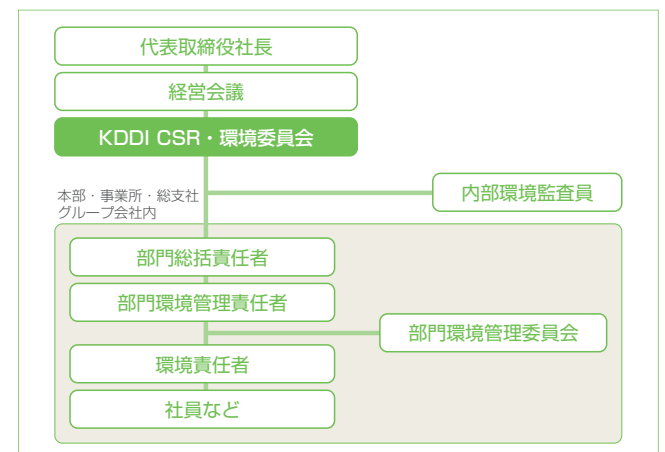 代表取締役社長
経営会議
KDDI CSR・環境委員会
本部・事業所・総支社
グループ会社内
内部環境監査員
部門総括責任者
部門環境管理責任者
部門環境管理委員会
環境責任者
社員など